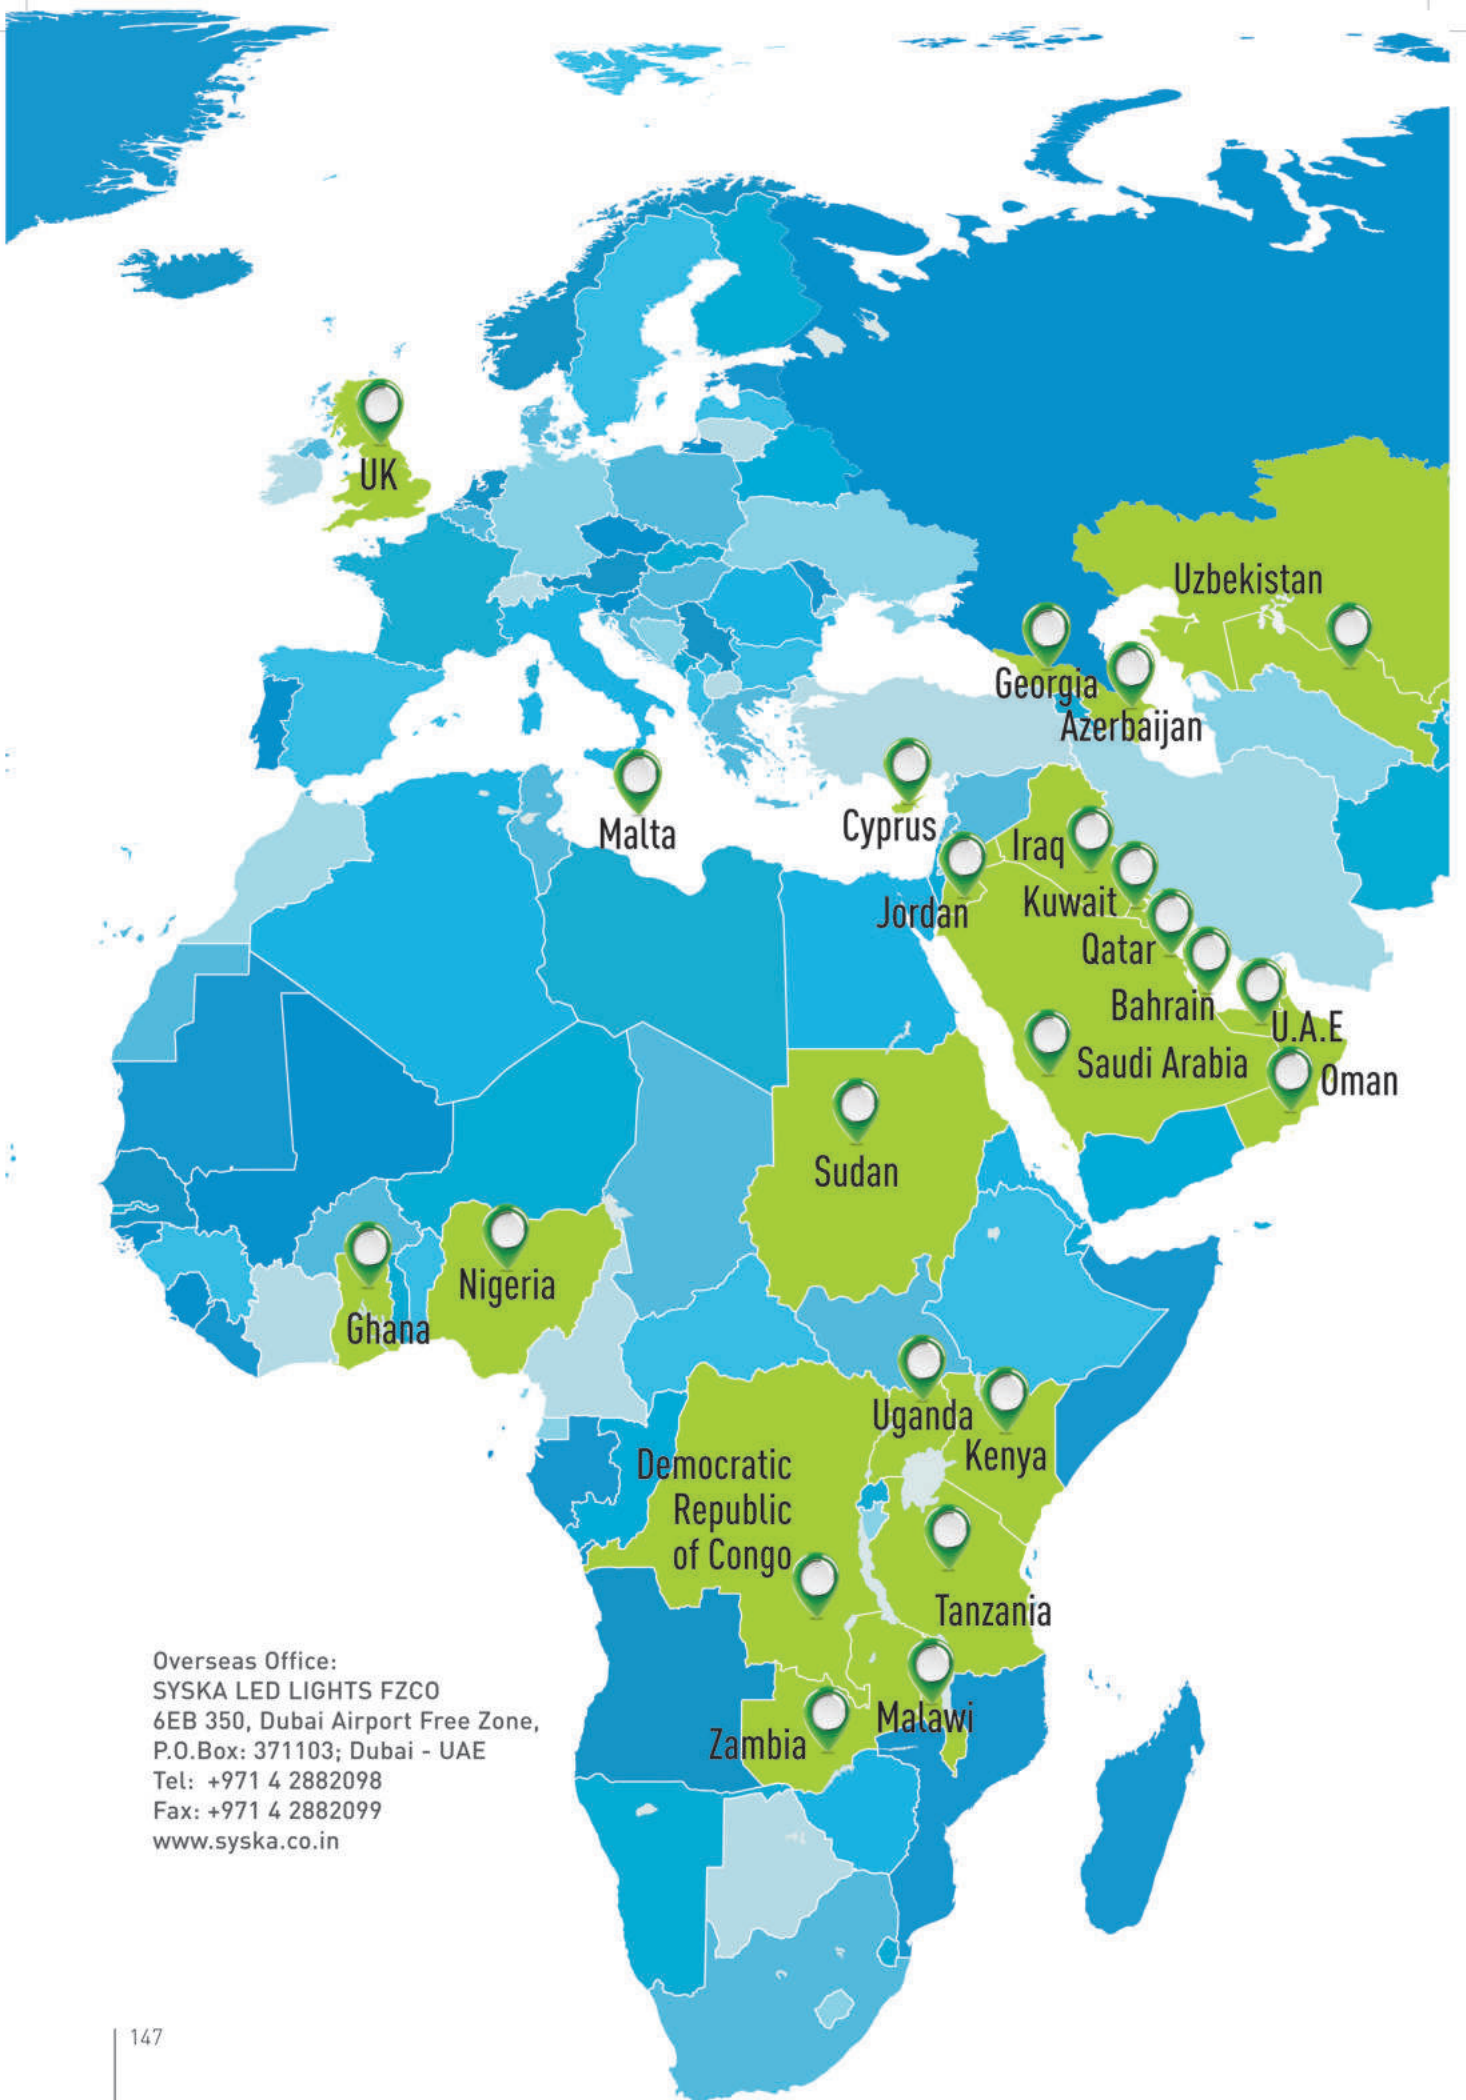 UK
Uzbekistan
Georgia
Azerbaijan
Malta
Cyprus
Iraq
Jordan
Kuwait
Qatar
Bahrain
U.A.E
Saudi Arabia
Oman
Sudan
Nigeria
Ghana
Uganda
Kenya
Democratic
Republic
of Congo
Tanzania
Malawi
Zambia
Overseas Office:
SYSKA LED LIGHTS FZCO
6EB 350, Dubai Airport Free Zone,
P.O.Box: 371103; Dubai - UAE
Tel: +971 4 2882098
Fax: +971 4 2882099
www.syska.co.in
147